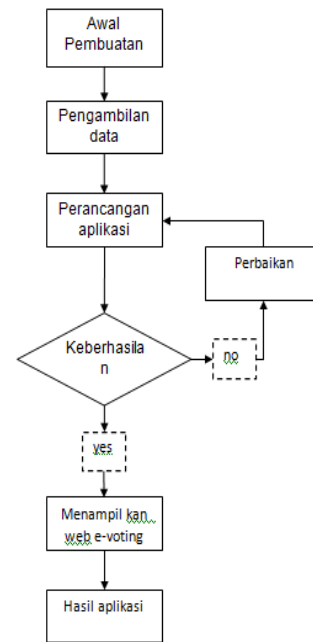 Awal
Pembuatan
Pengambilan
data
Perancangan
aplikasi
Perbaikan
Keberhasila
n
no
yes
Menampil kan
web e-voting
Hasil aplikasi